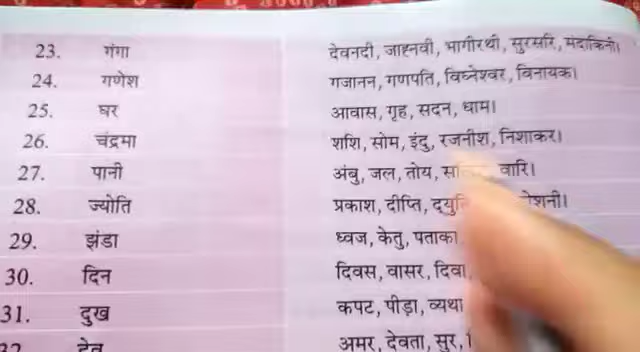 23. गंगा देवनदी, जाह्नवी, भागीरथी, सुरसरि, मंदाकिनी।
24. गणेश गजानन, गणपति, विघ्नेश्वर, विनायक।
25. घर आवास, गृह, सदन, धाम।
26. चंद्रमा शशि, सोम, इंदु, रजनीश, निशाकर।
27. पानी अंबु, जल, तोय, वारि।
28. ज्योति प्रकाश, दीप्ति,
29. झंडा ध्वज, केतु, पताका
30. दिन दिवस, वासर, दिवा,
31. दुख कपट, पीड़ा, व्यथा
32 देव अमर, देवता, सुर,